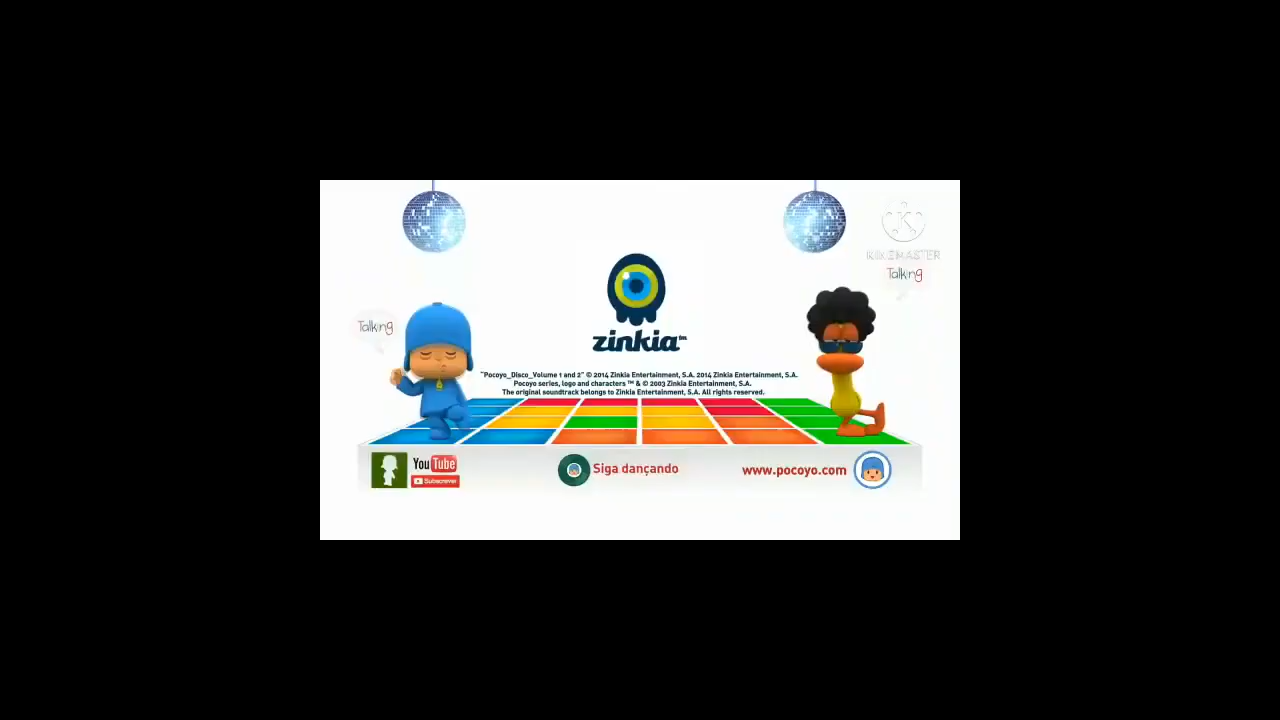 KINEMASTER
Talking
Talking
zinkia
"Pocoyo_Disco_Volume 1 and 2" © 2014 Zinkia Entertainment, S.A. 2014 Zinkia Entertainment, S.A.
Pocoyo series, logo and characters ™ & © 2003 Zinkia Entertainment, S.A.
The original soundtrack belongs to Zinkia Entertainment, S.A. All rights reserved.
YouTube
Subscrever
Siga dançando
www.pocoyo.com